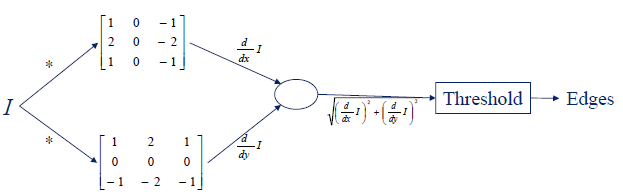 I
*
*
[1 0 -1
2 0 -2
1 0 -1]
[1 2 1
0 0 0
-1 -2 -1]
d/dx I
d/dy I
√((d/dx I)² + (d/dy I)²)
Threshold
Edges